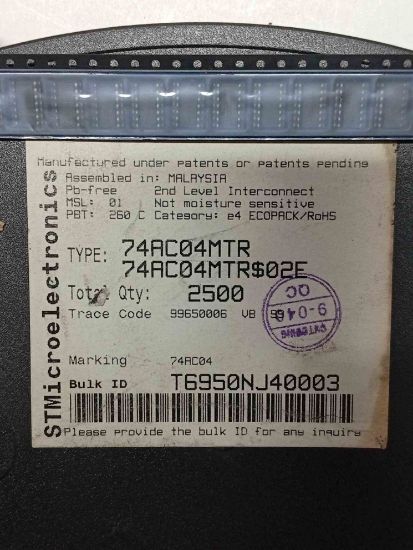 Manufactured under patents or patents pending
Assembled in: MALAYSIA
Pb-free 2nd Level Interconnect
MSL: 01 Not moisture sensitive
PBT: 260 C Category: e4 ECOPACK/RoHS
TYPE: 74AC04MTR
74AC04MTR$02E
Total Qty: 2500
Trace Code 99650006 VB
Marking 74AC04
Bulk ID T6950NJ40003
Please provide the bulk ID for any inquiry
STMicroelectronics
QC